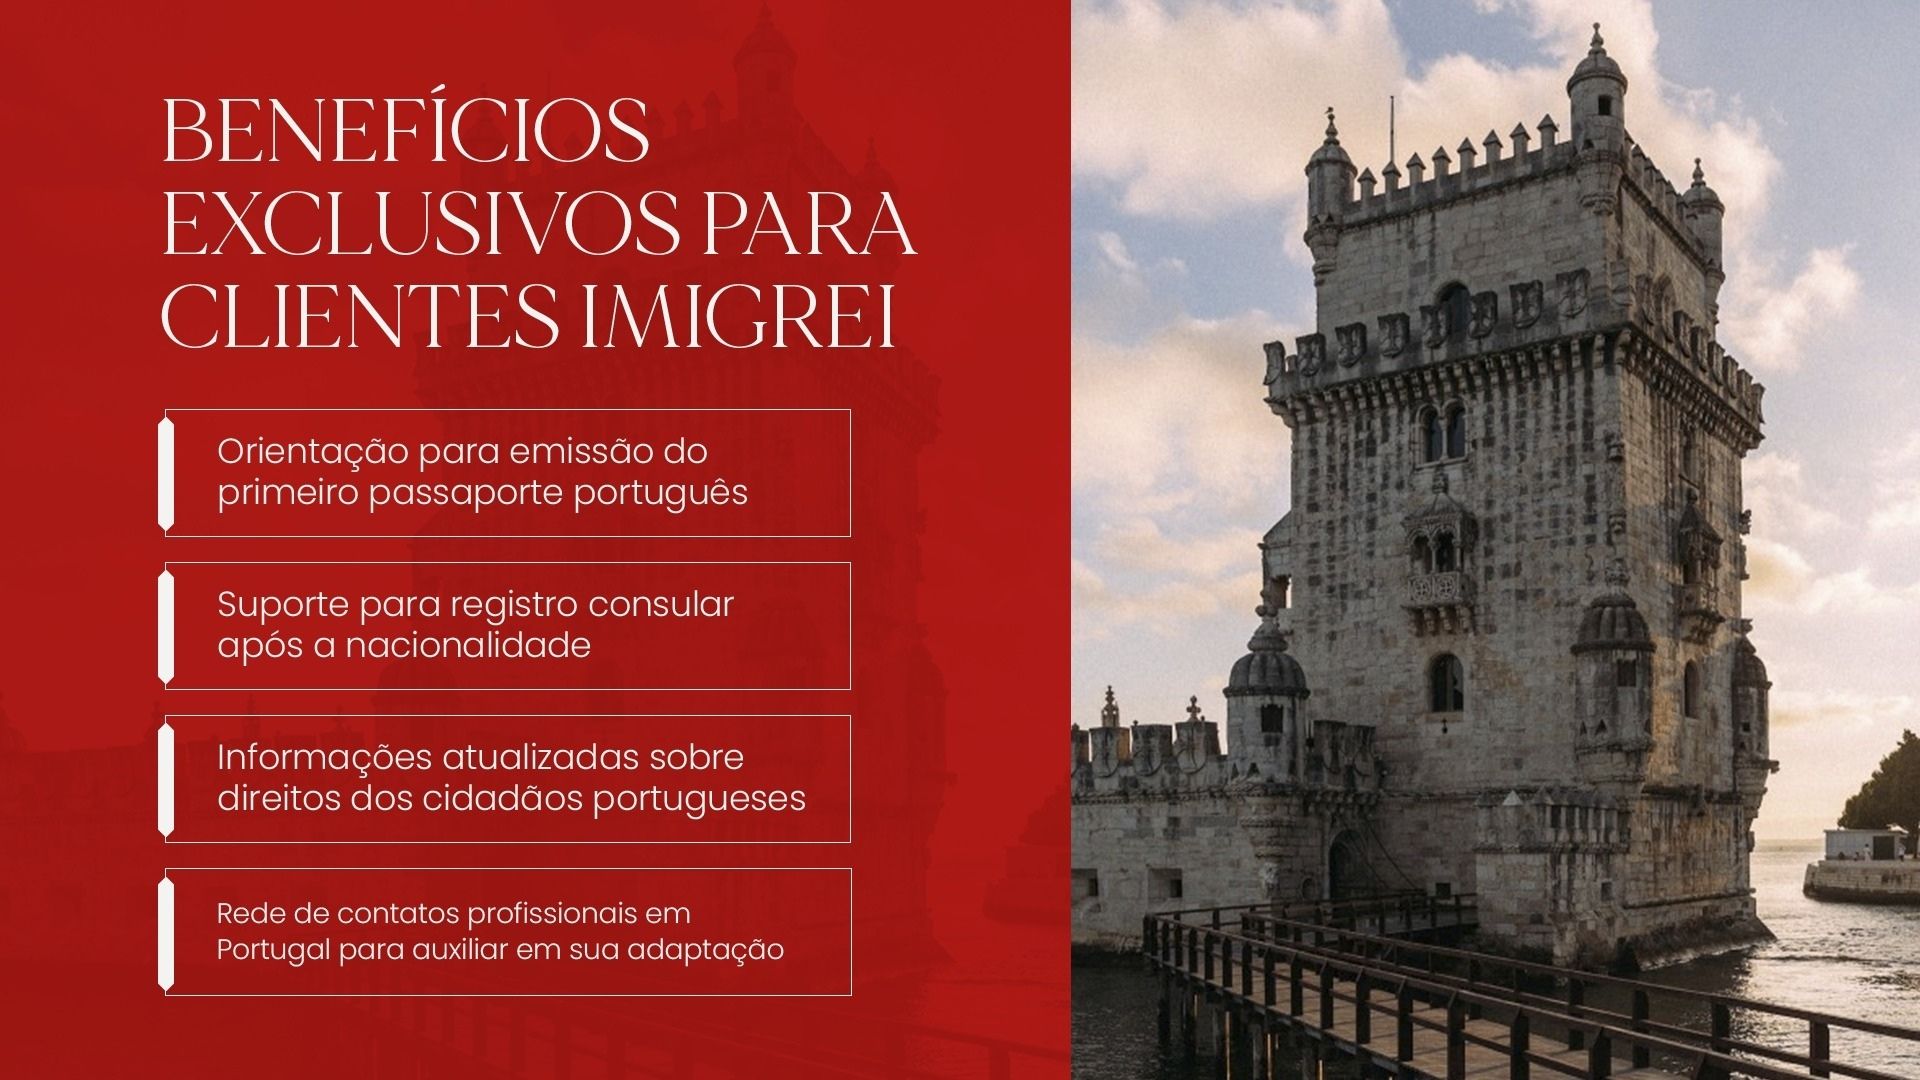 BENEFÍCIOS
EXCLUSIVOS PARA
CLIENTES IMIGREI
Orientação para emissão do
primeiro passaporte português
Suporte para registro consular
após a nacionalidade
Informações atualizadas sobre
direitos dos cidadãos portugueses
Rede de contatos profissionais em
Portugal para auxiliar em sua adaptação